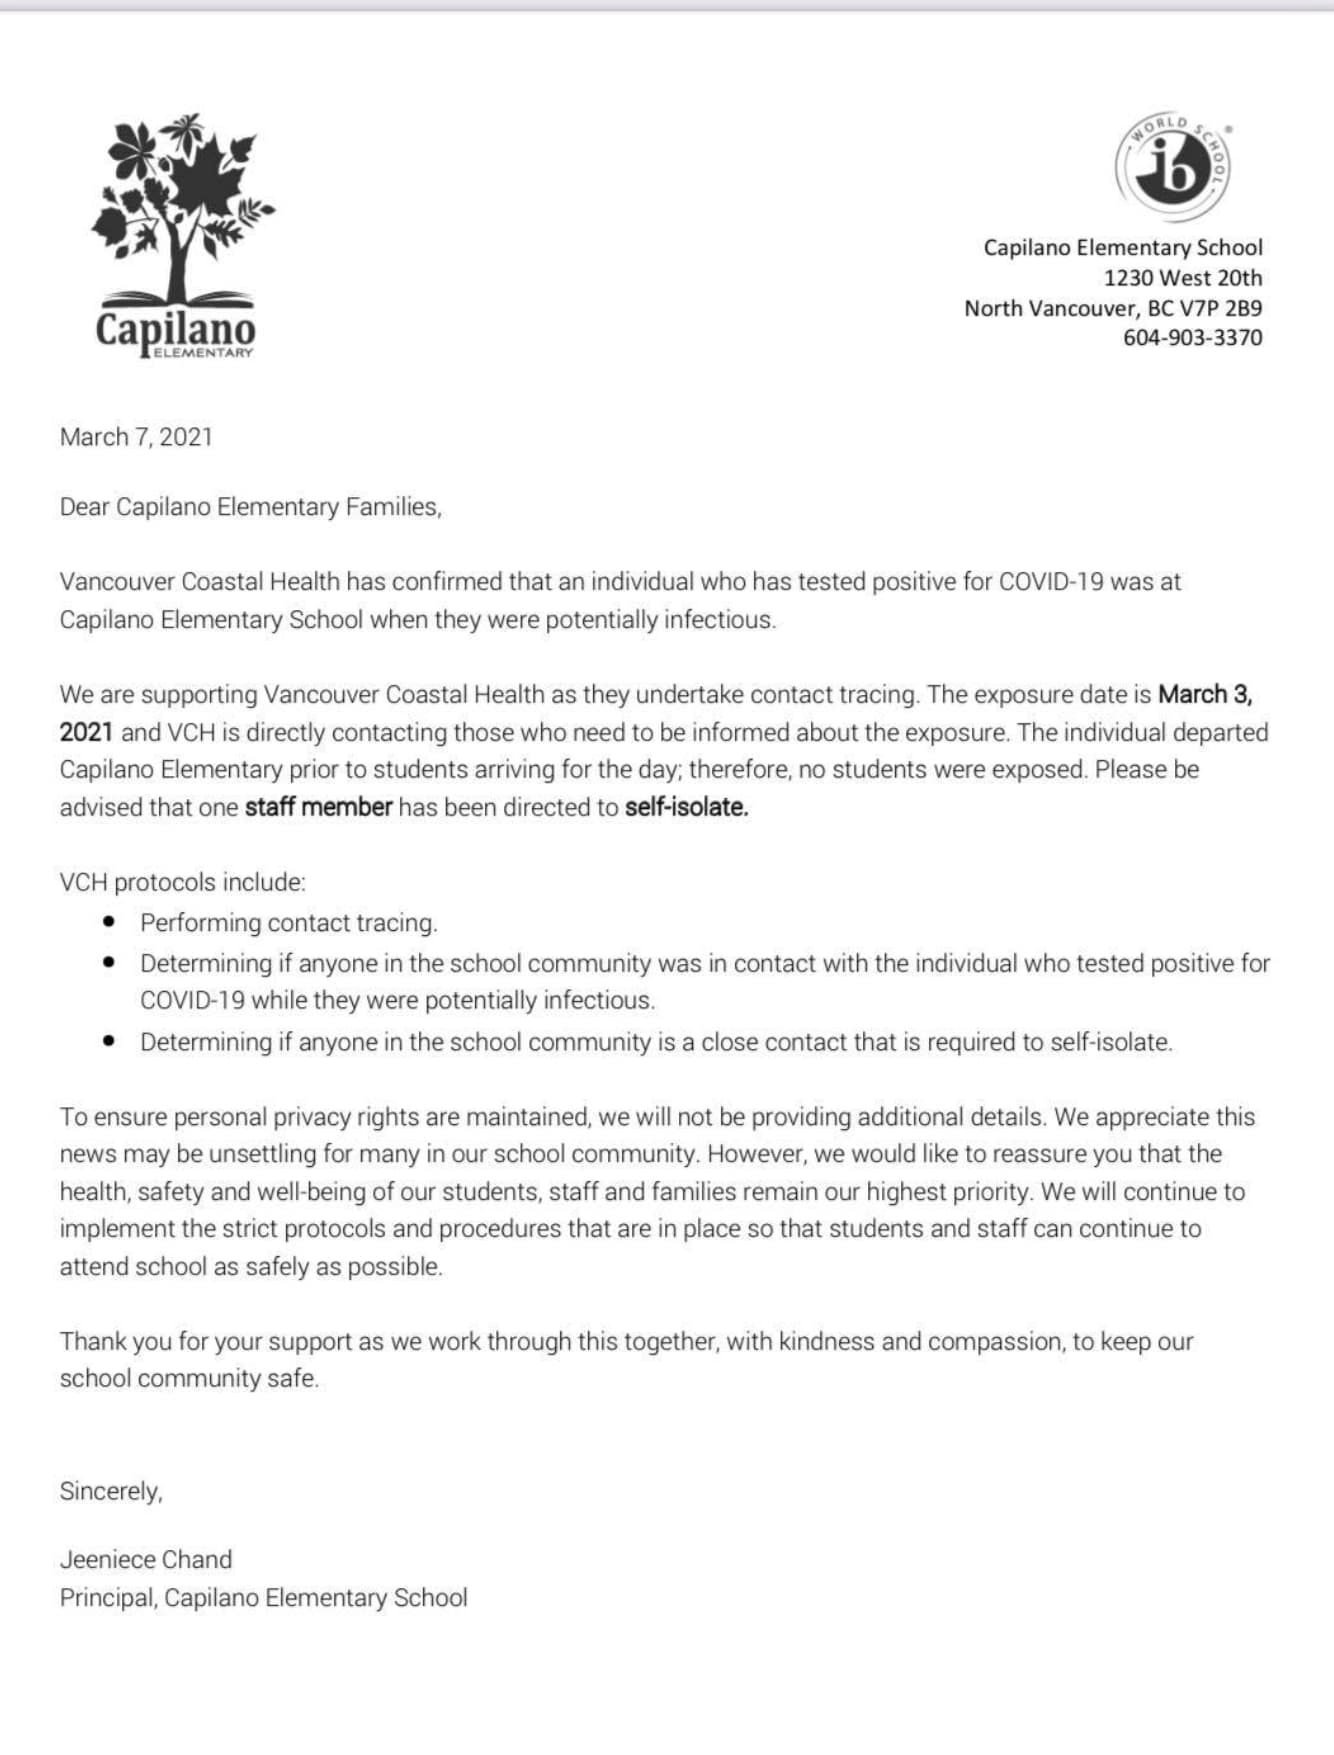 WORLD SCHOOL
ib
Capilano
ELEMENTARY
Capilano Elementary School
1230 West 20th
North Vancouver, BC V7P 2B9
604-903-3370
March 7, 2021
Dear Capilano Elementary Families,
Vancouver Coastal Health has confirmed that an individual who has tested positive for COVID-19 was at
Capilano Elementary School when they were potentially infectious.
We are supporting Vancouver Coastal Health as they undertake contact tracing. The exposure date is March 3,
2021 and VCH is directly contacting those who need to be informed about the exposure. The individual departed
Capilano Elementary prior to students arriving for the day; therefore, no students were exposed. Please be
advised that one staff member has been directed to self-isolate.
VCH protocols include:
• Performing contact tracing.
• Determining if anyone in the school community was in contact with the individual who tested positive for
COVID-19 while they were potentially infectious.
• Determining if anyone in the school community is a close contact that is required to self-isolate.
To ensure personal privacy rights are maintained, we will not be providing additional details. We appreciate this
news may be unsettling for many in our school community. However, we would like to reassure you that the
health, safety and well-being of our students, staff and families remain our highest priority. We will continue to
implement the strict protocols and procedures that are in place so that students and staff can continue to
attend school as safely as possible.
Thank you for your support as we work through this together, with kindness and compassion, to keep our
school community safe.
Sincerely,
Jeeniece Chand
Principal, Capilano Elementary School